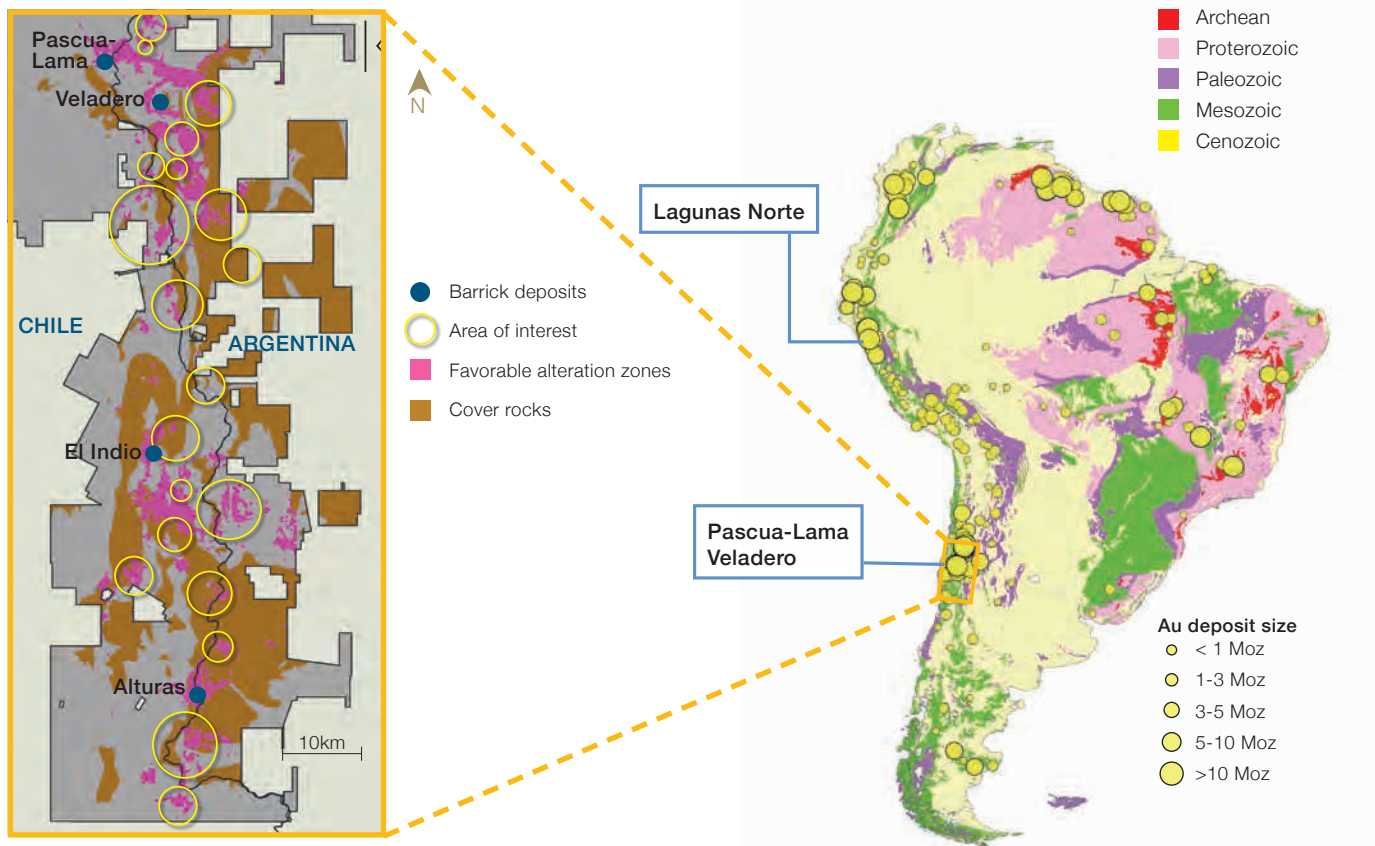 Pascua-
Lama
Veladero
CHILE
ARGENTINA
El Indio
Alturas
10km
N
Barrick deposits
Area of interest
Favorable alteration zones
Cover rocks
Lagunas Norte
Pascua-Lama
Veladero
Archean
Proterozoic
Paleozoic
Mesozoic
Cenozoic
Au deposit size
< 1 Moz
1-3 Moz
3-5 Moz
5-10 Moz
>10 Moz